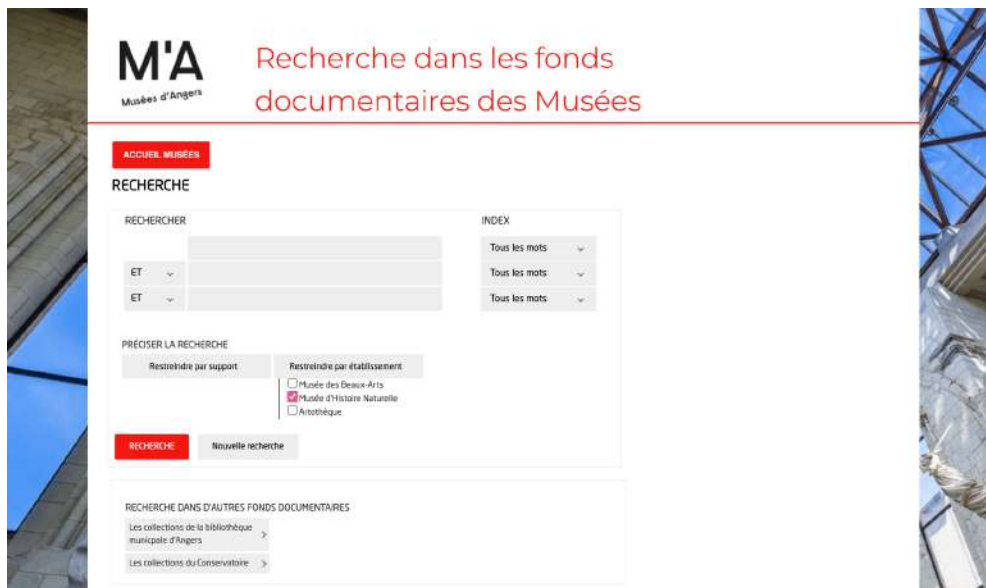 M'A
Musées d'Angers
Recherche dans les fonds
documentaires des Musées
ACCUEIL MUSÉES
RECHERCHE
RECHERCHER
INDEX
Tous les mots
ET
Tous les mots
ET
Tous les mots
PRÉCISER LA RECHERCHE
Restreindre par support
Restreindre par établissement
Musée des Beaux-Arts
Musée d'Histoire Naturelle
Artothèque
RECHERCHE
Nouvelle recherche
RECHERCHE DANS D'AUTRES FONDS DOCUMENTAIRES
Les collections de la bibliothèque
municpale d'Angers
Les collections du Conservatoire